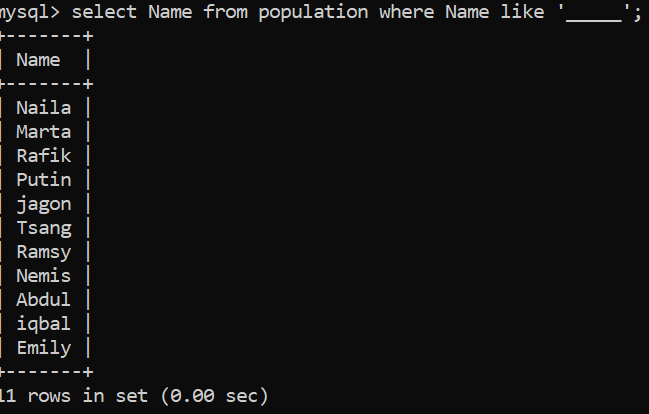 mysql> select Name from population where Name like '_____';
+-------+
| Name  |
+-------+
| Naila |
| Marta |
| Rafik |
| Putin |
| jagon |
| Tsang |
| Ramsy |
| Nemis |
| Abdul |
| iqbal |
| Emily |
+-------+
11 rows in set (0.00 sec)